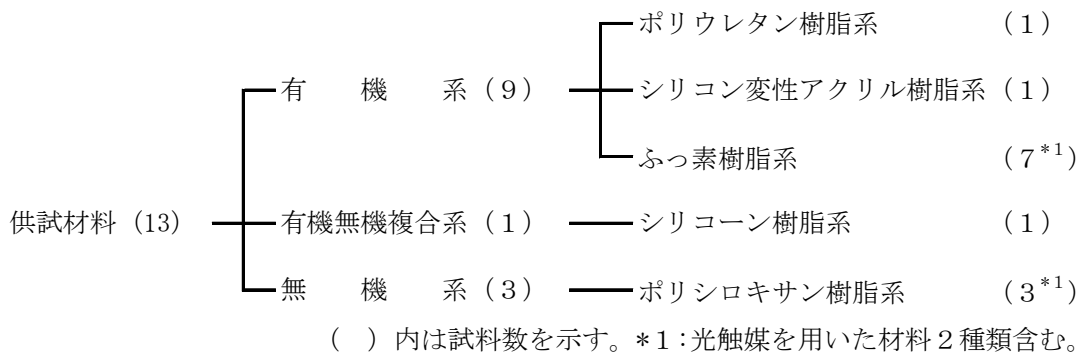 ポリウレタン樹脂系 (1)
有 機 系(9) シリコン変性アクリル樹脂系(1)
ふっ素樹脂系 (7*1)
供試材料(13) 有機無機複合系(1) シリコーン樹脂系 (1)
無 機 系(3) ポリシロキサン樹脂系 (3*1)
( )内は試料数を示す。*1:光触媒を用いた材料2種類含む。